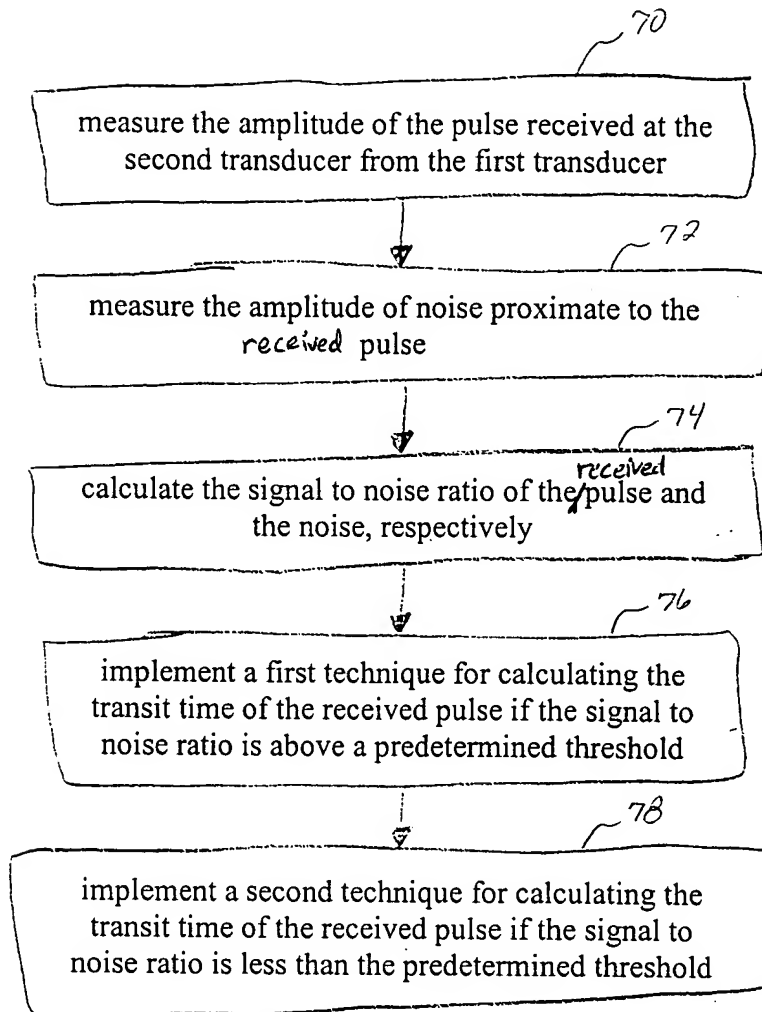 70
measure the amplitude of the pulse received at the
second transducer from the first transducer
72
measure the amplitude of noise proximate to the
received pulse
74
received
calculate the signal to noise ratio of the pulse and
the noise, respectively
76
implement a first technique for calculating the
transit time of the received pulse if the signal to
noise ratio is above a predetermined threshold
78
implement a second technique for calculating the
transit time of the received pulse if the signal to
noise ratio is less than the predetermined threshold